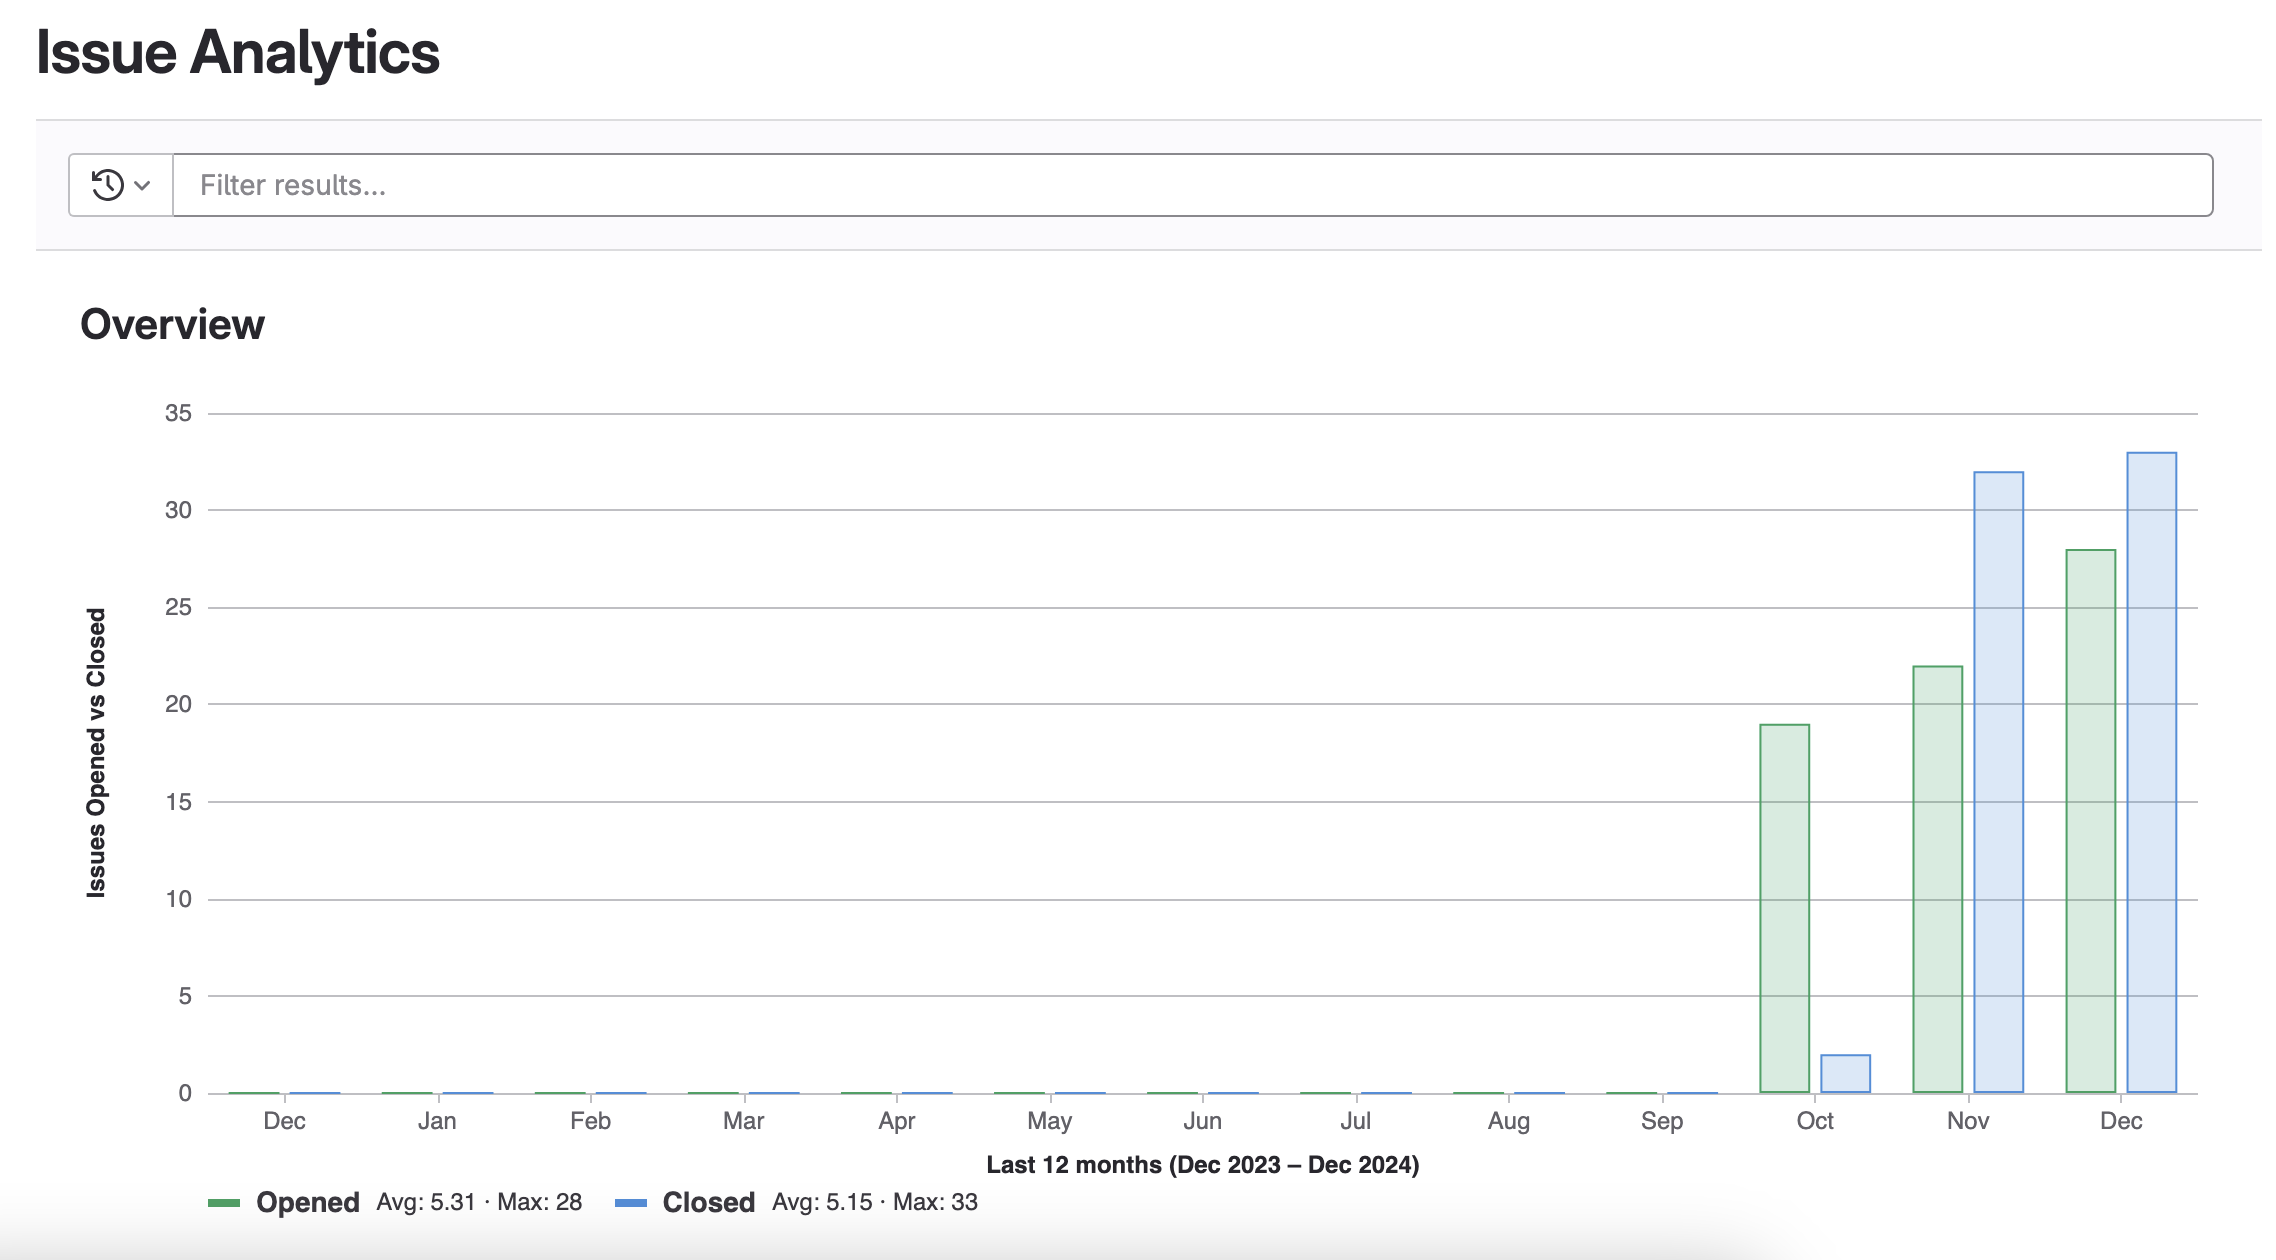 Issue Analytics
Filter results...
Overview
Issues Opened vs Closed
35
30
25
20
15
10
5
0
Dec Jan Feb Mar Apr May Jun Jul Aug Sep Oct Nov Dec
Last 12 months (Dec 2023 – Dec 2024)
Opened Avg: 5.31 · Max: 28 Closed Avg: 5.15 · Max: 33